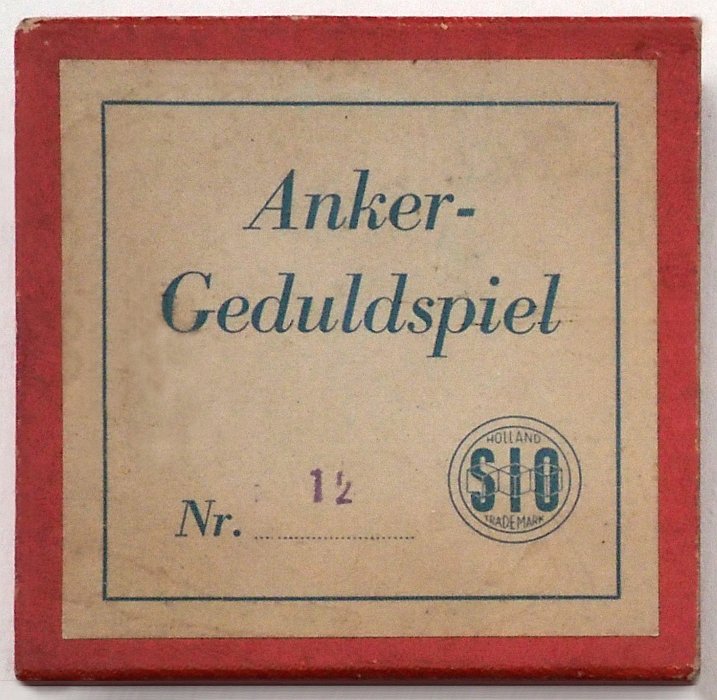 Anker-
Geduldspiel
Nr. 12
HOLLAND
SIO
TRADEMARK